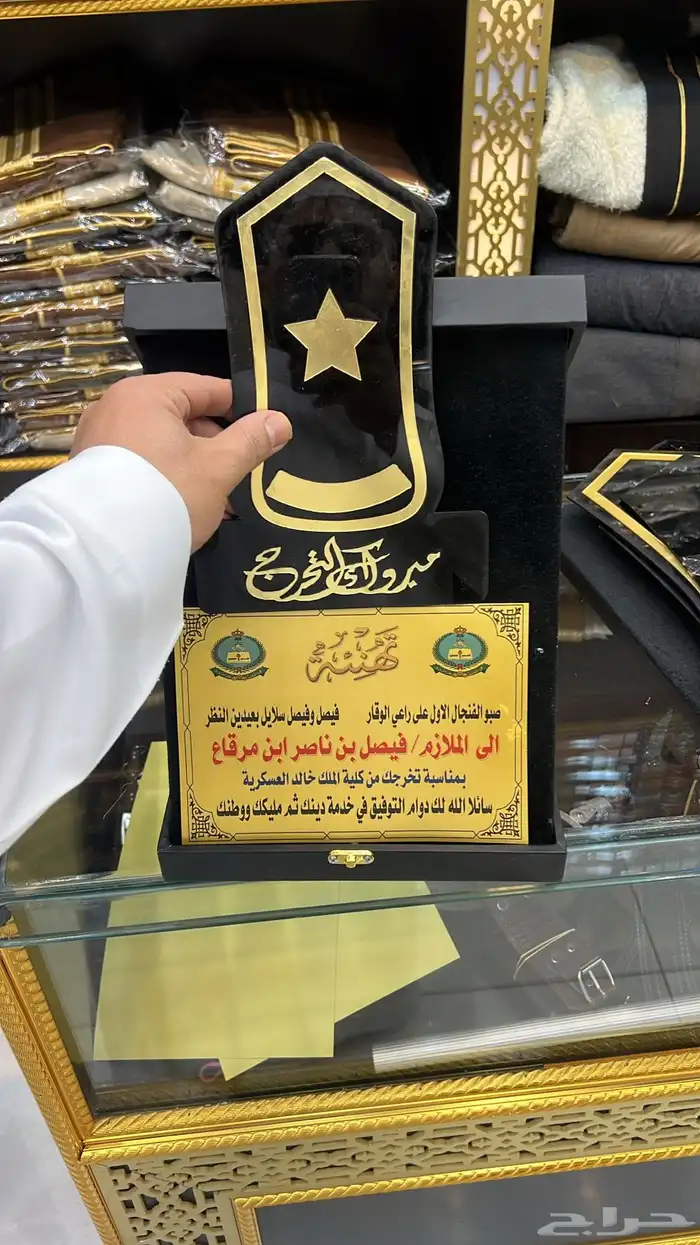 مبروك التخرج
تهنئة
صبو الفنجال الاول على راعي الوقار فيصل وفيصل سلايل بعيدين النظر
الى الملازم/ فيصل بن ناصر ابن مرقاع
بمناسبة تخرجك من كلية الملك خالد العسكرية
سائلا الله لك دوام التوفيق في خدمة دينك ثم مليكك ووطنك
حراج